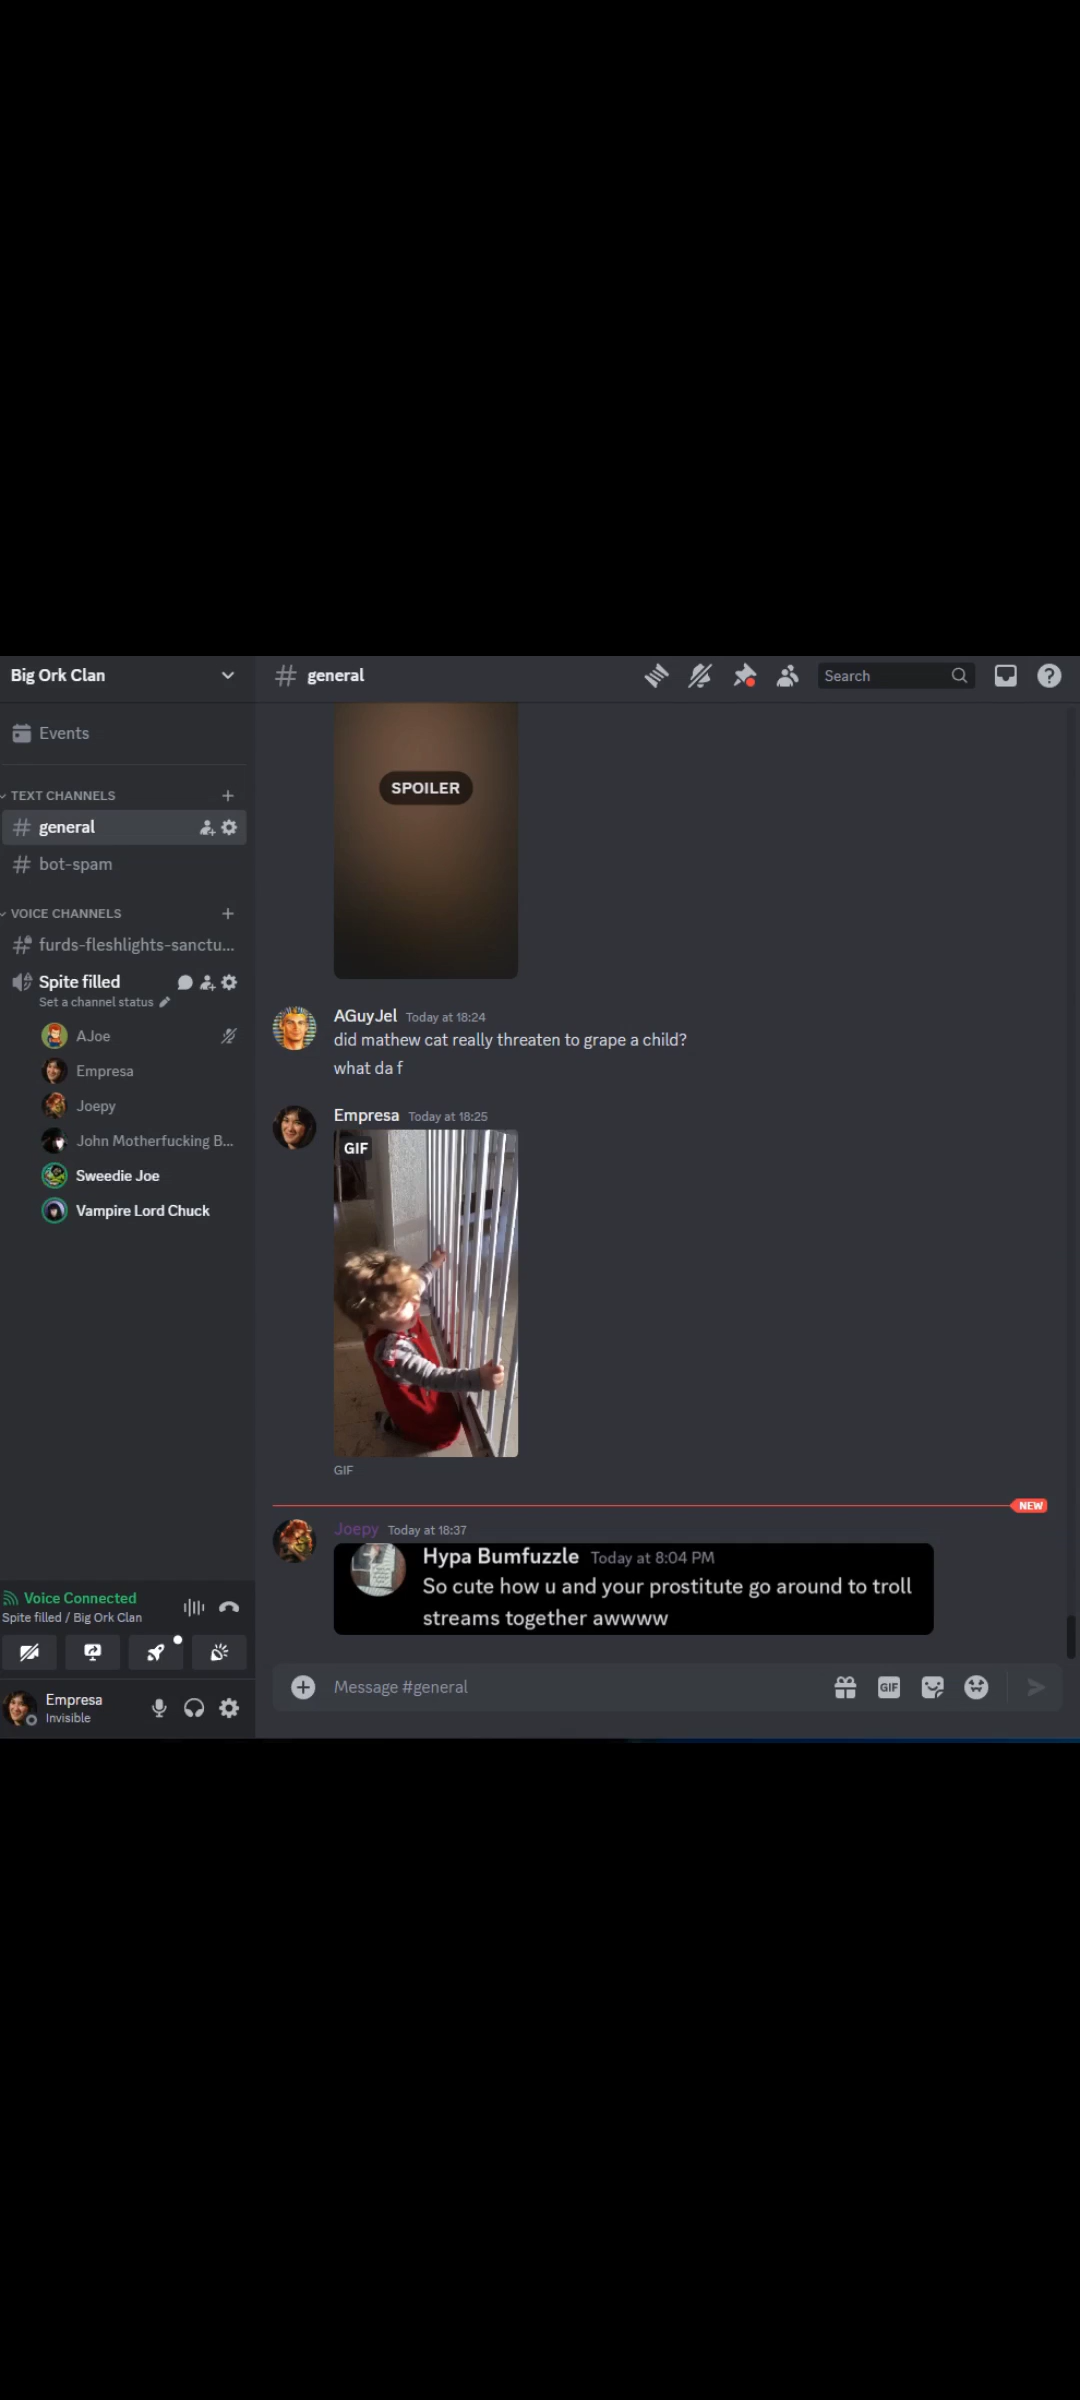 Big Ork Clan
general
Search
Events
TEXT CHANNELS
general
bot-spam
VOICE CHANNELS
furds-fleshlights-sanctu...
Spite filled
Set a channel status
AJoe
Empresa
Joepy
John Motherfucking B...
Sweedie Joe
Vampire Lord Chuck
Voice Connected
Spite filled / Big Ork Clan
Empresa
Invisible
SPOILER
AGuyJel Today at 18:24
did mathew cat really threaten to grape a child?
what da f
Empresa Today at 18:25
GIF
GIF
NEW
Joepy Today at 18:37
Hypa Bumfuzzle Today at 8:04 PM
So cute how u and your prostitute go around to troll
streams together awwww
Message #general
GIF